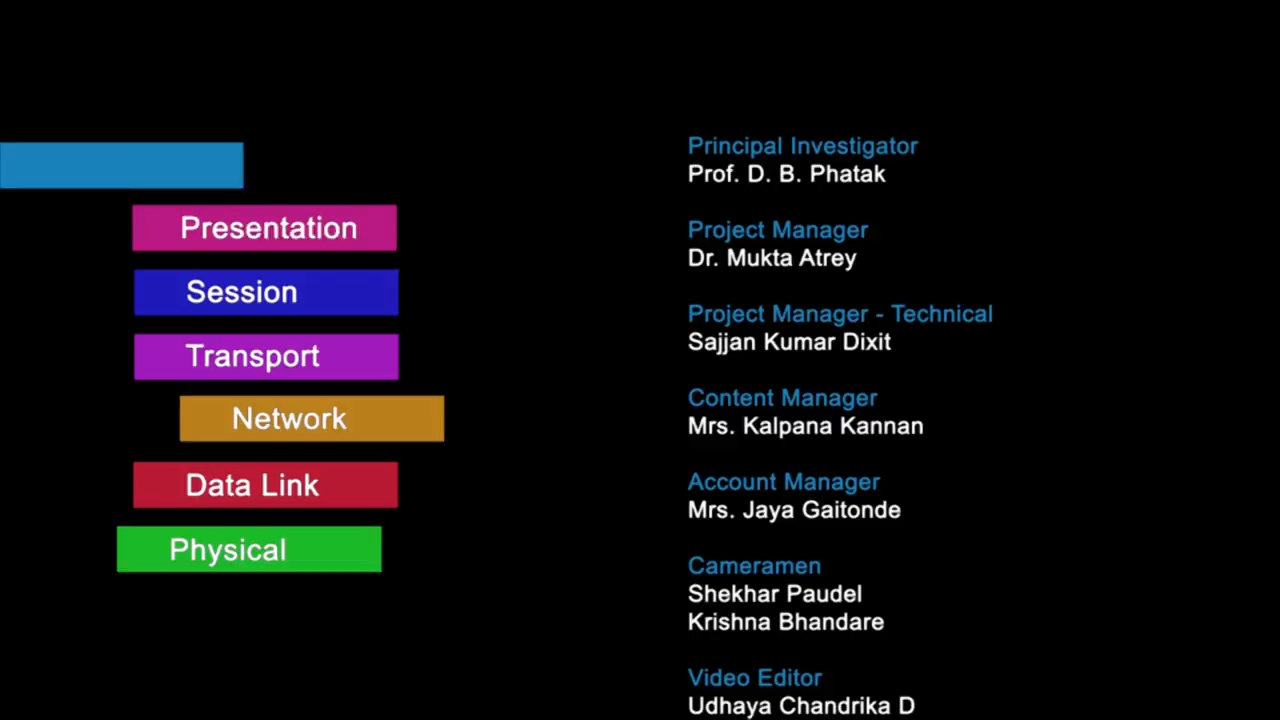 Presentation
Session
Transport
Network
Data Link
Physical
Principal Investigator
Prof. D. B. Phatak
Project Manager
Dr. Mukta Atrey
Project Manager - Technical
Sajjan Kumar Dixit
Content Manager
Mrs. Kalpana Kannan
Account Manager
Mrs. Jaya Gaitonde
Cameramen
Shekhar Paudel
Krishna Bhandare
Video Editor
Udhaya Chandrika D